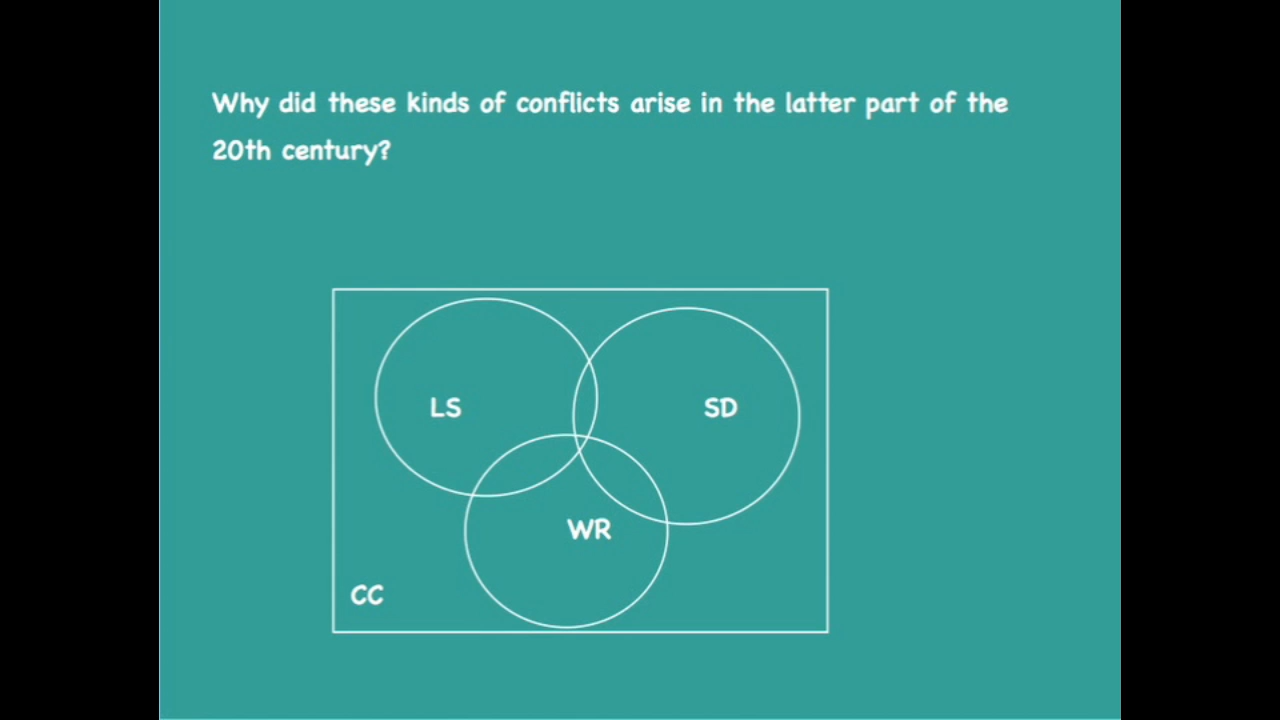 Why did these kinds of conflicts arise in the latter part of the
20th century?
LS
SD
WR
CC